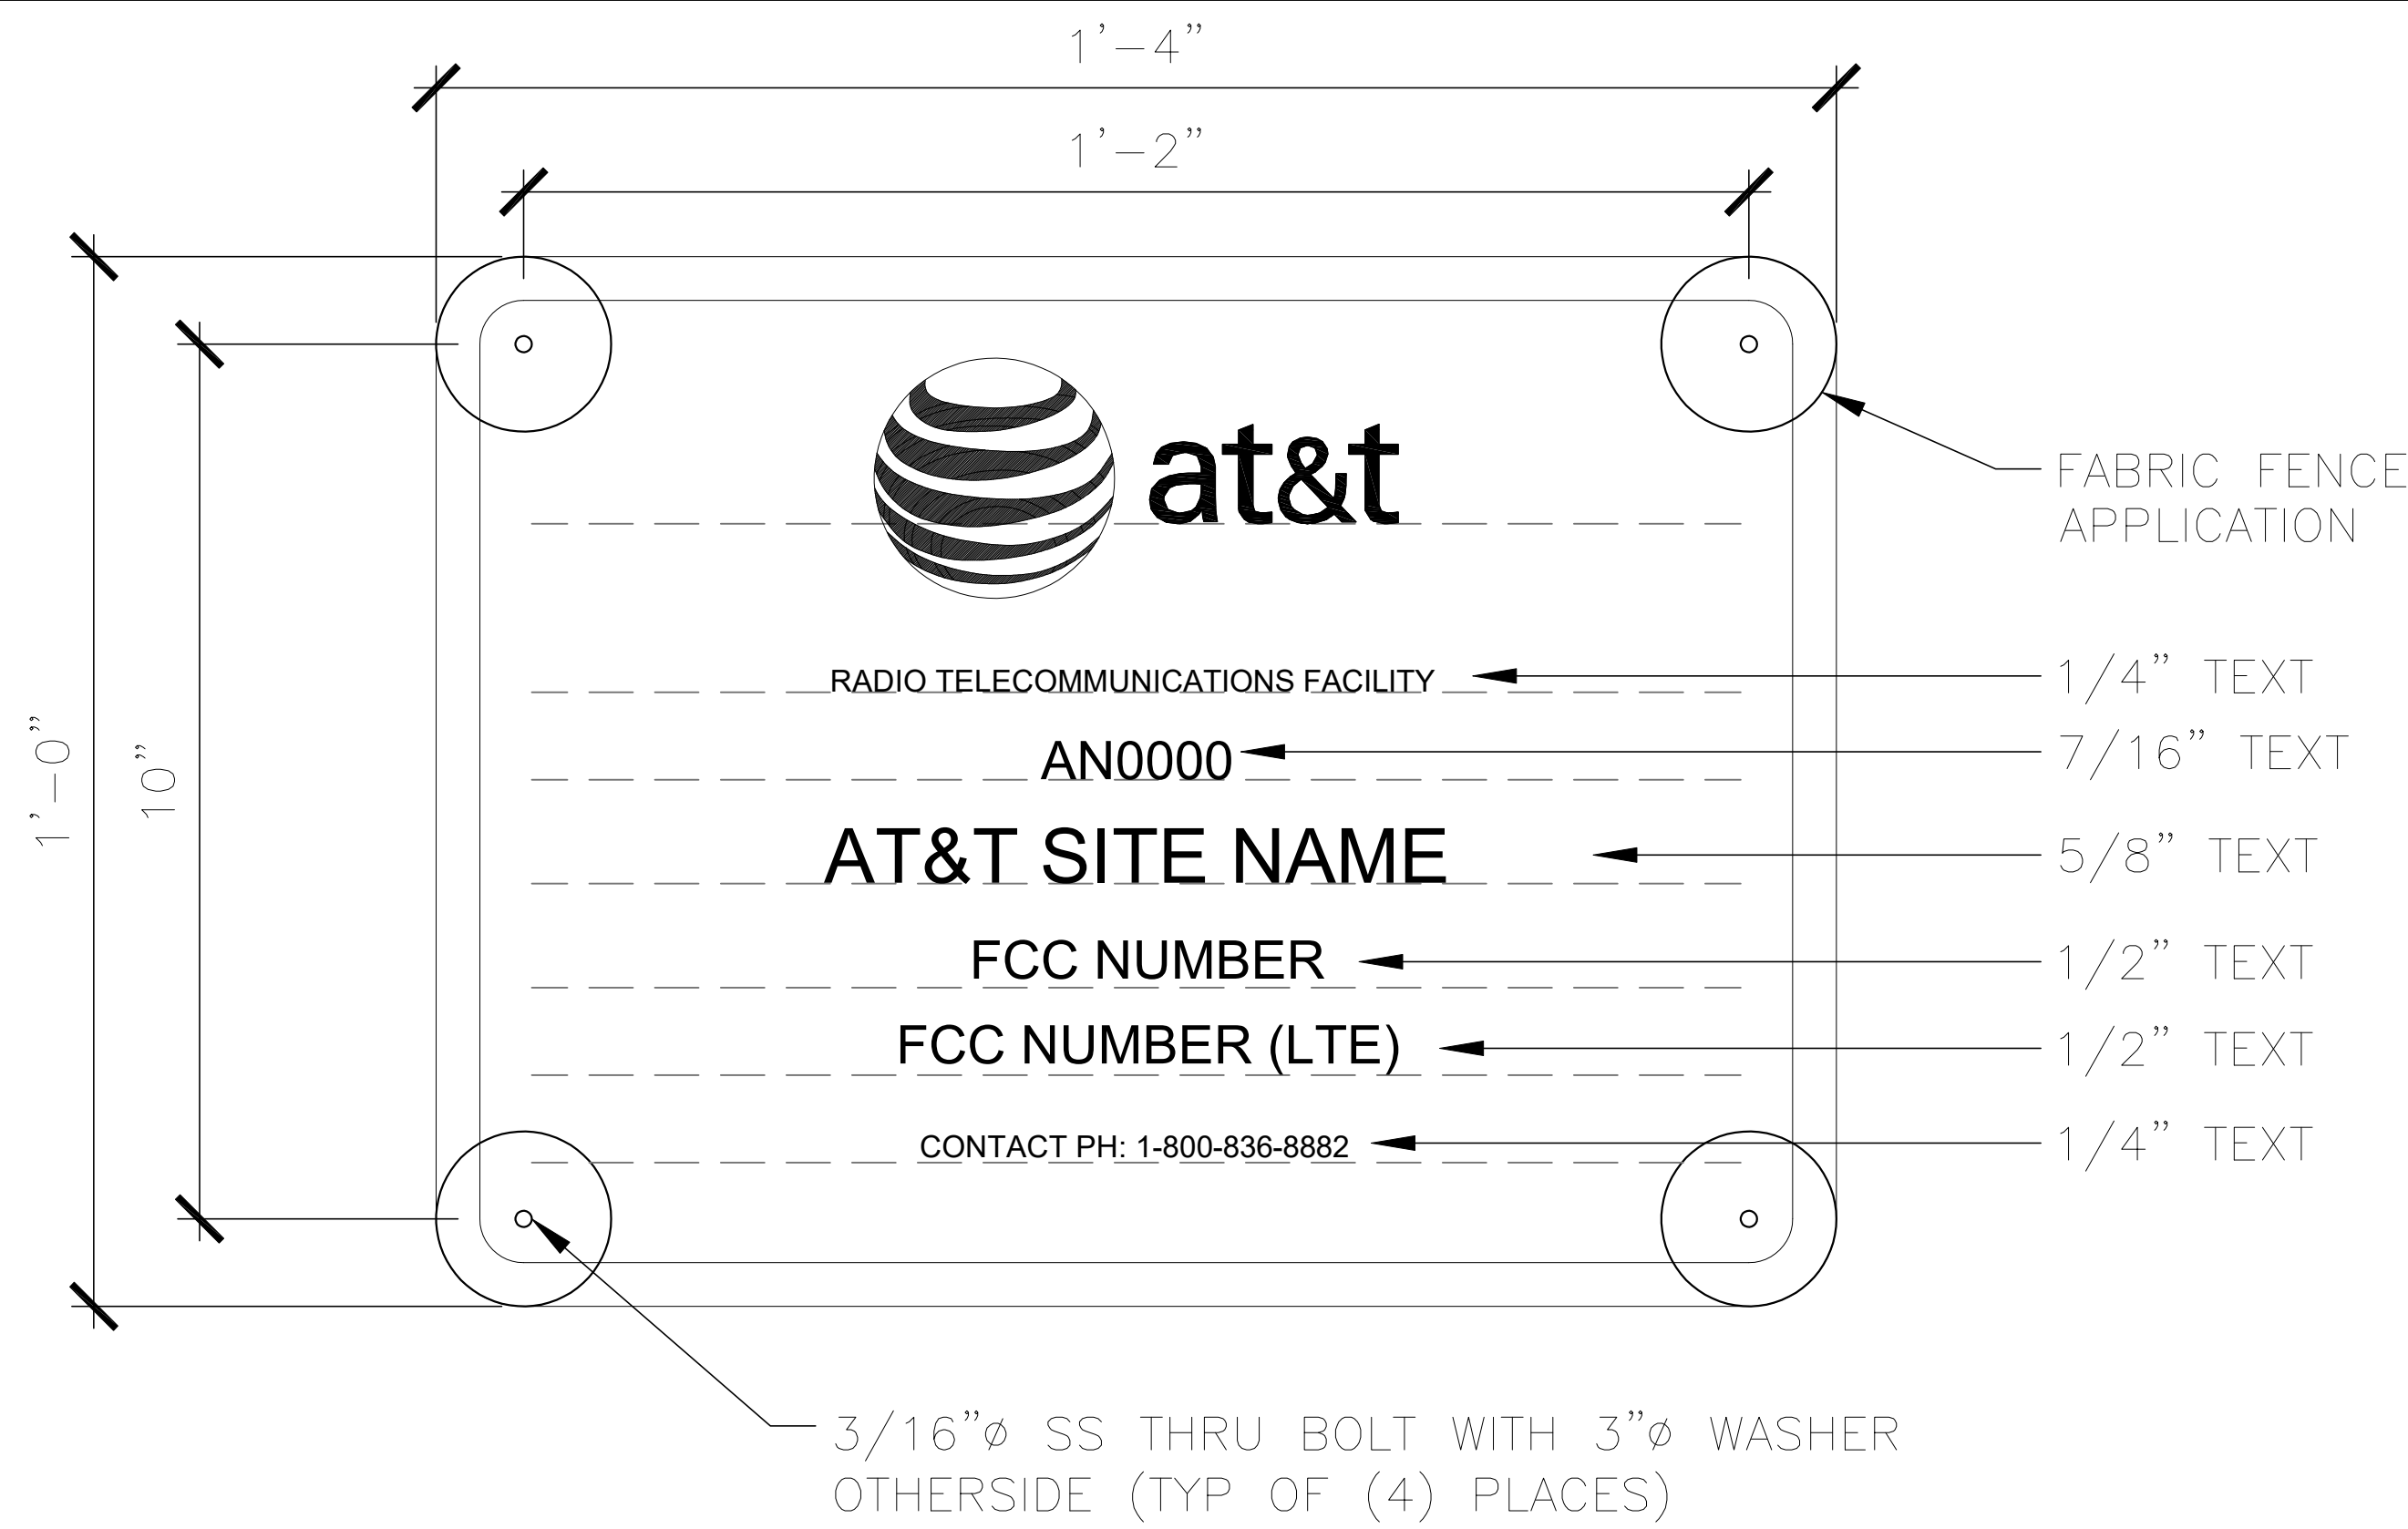 1'-4"
1'-2"
at&t
FABRIC FENCE
APPLICATION
RADIO TELECOMMUNICATIONS FACILITY
1/4" TEXT
AN0000
7/16" TEXT
1'-0"
10"
AT&T SITE NAME
5/8" TEXT
FCC NUMBER
1/2" TEXT
FCC NUMBER (LTE)
1/2" TEXT
CONTACT PH: 1-800-836-8882
1/4" TEXT
3/16"ø SS THRU BOLT WITH 3"ø WASHER
OTHERSIDE (TYP OF (4) PLACES)